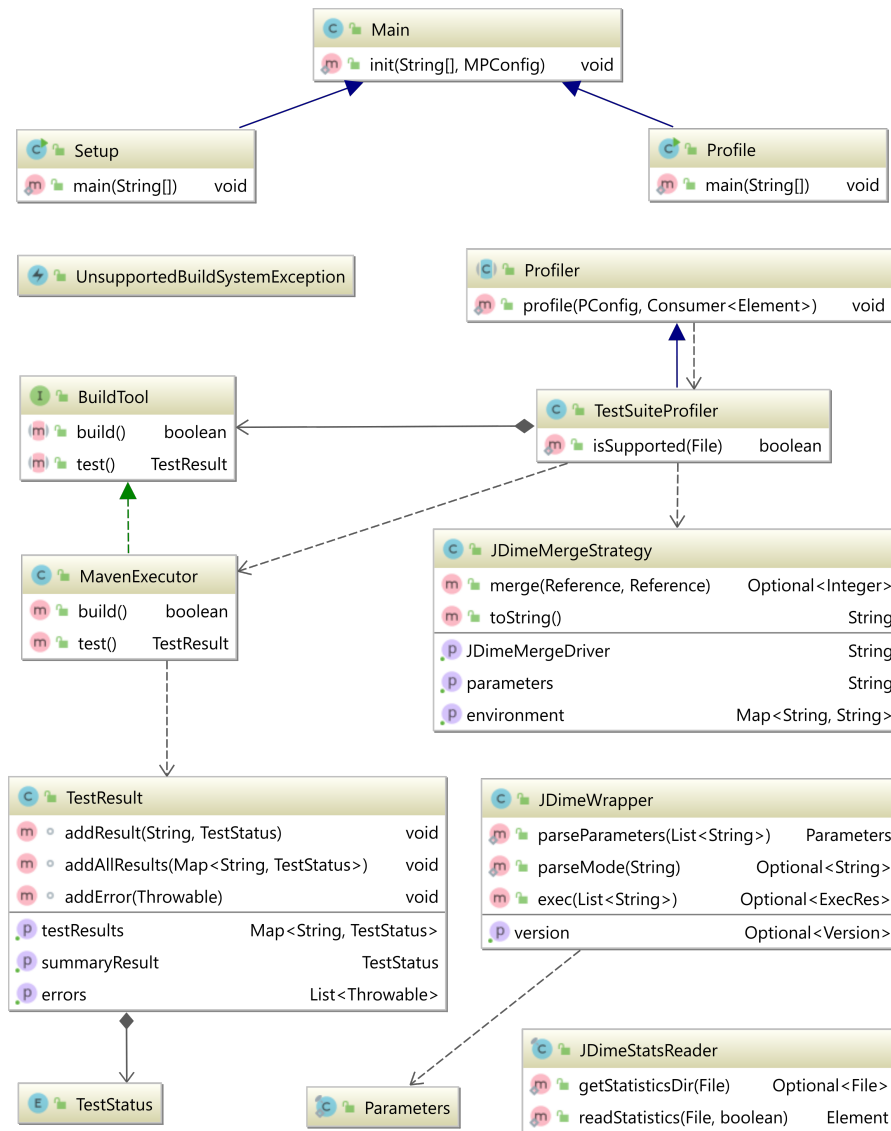 Main
init(String[], MPConfig) void
Setup
main(String[]) void
Profile
main(String[]) void
UnsupportedBuildSystemException
Profiler
profile(PConfig, Consumer<Element>) void
BuildTool
build() boolean
test() TestResult
TestSuiteProfiler
isSupported(File) boolean
MavenExecutor
build() boolean
test() TestResult
JDimeMergeStrategy
merge(Reference, Reference) Optional<Integer>
toString() String
JDimeMergeDriver String
parameters String
environment Map<String, String>
TestResult
addResult(String, TestStatus) void
addAllResults(Map<String, TestStatus>) void
addError(Throwable) void
testResults Map<String, TestStatus>
summaryResult TestStatus
errors List<Throwable>
JDimeWrapper
parseParameters(List<String>) Parameters
parseMode(String) Optional<String>
exec(List<String>) Optional<ExecRes>
version Optional<Version>
TestStatus
Parameters
JDimeStatsReader
getStatisticsDir(File) Optional<File>
readStatistics(File, boolean) Element